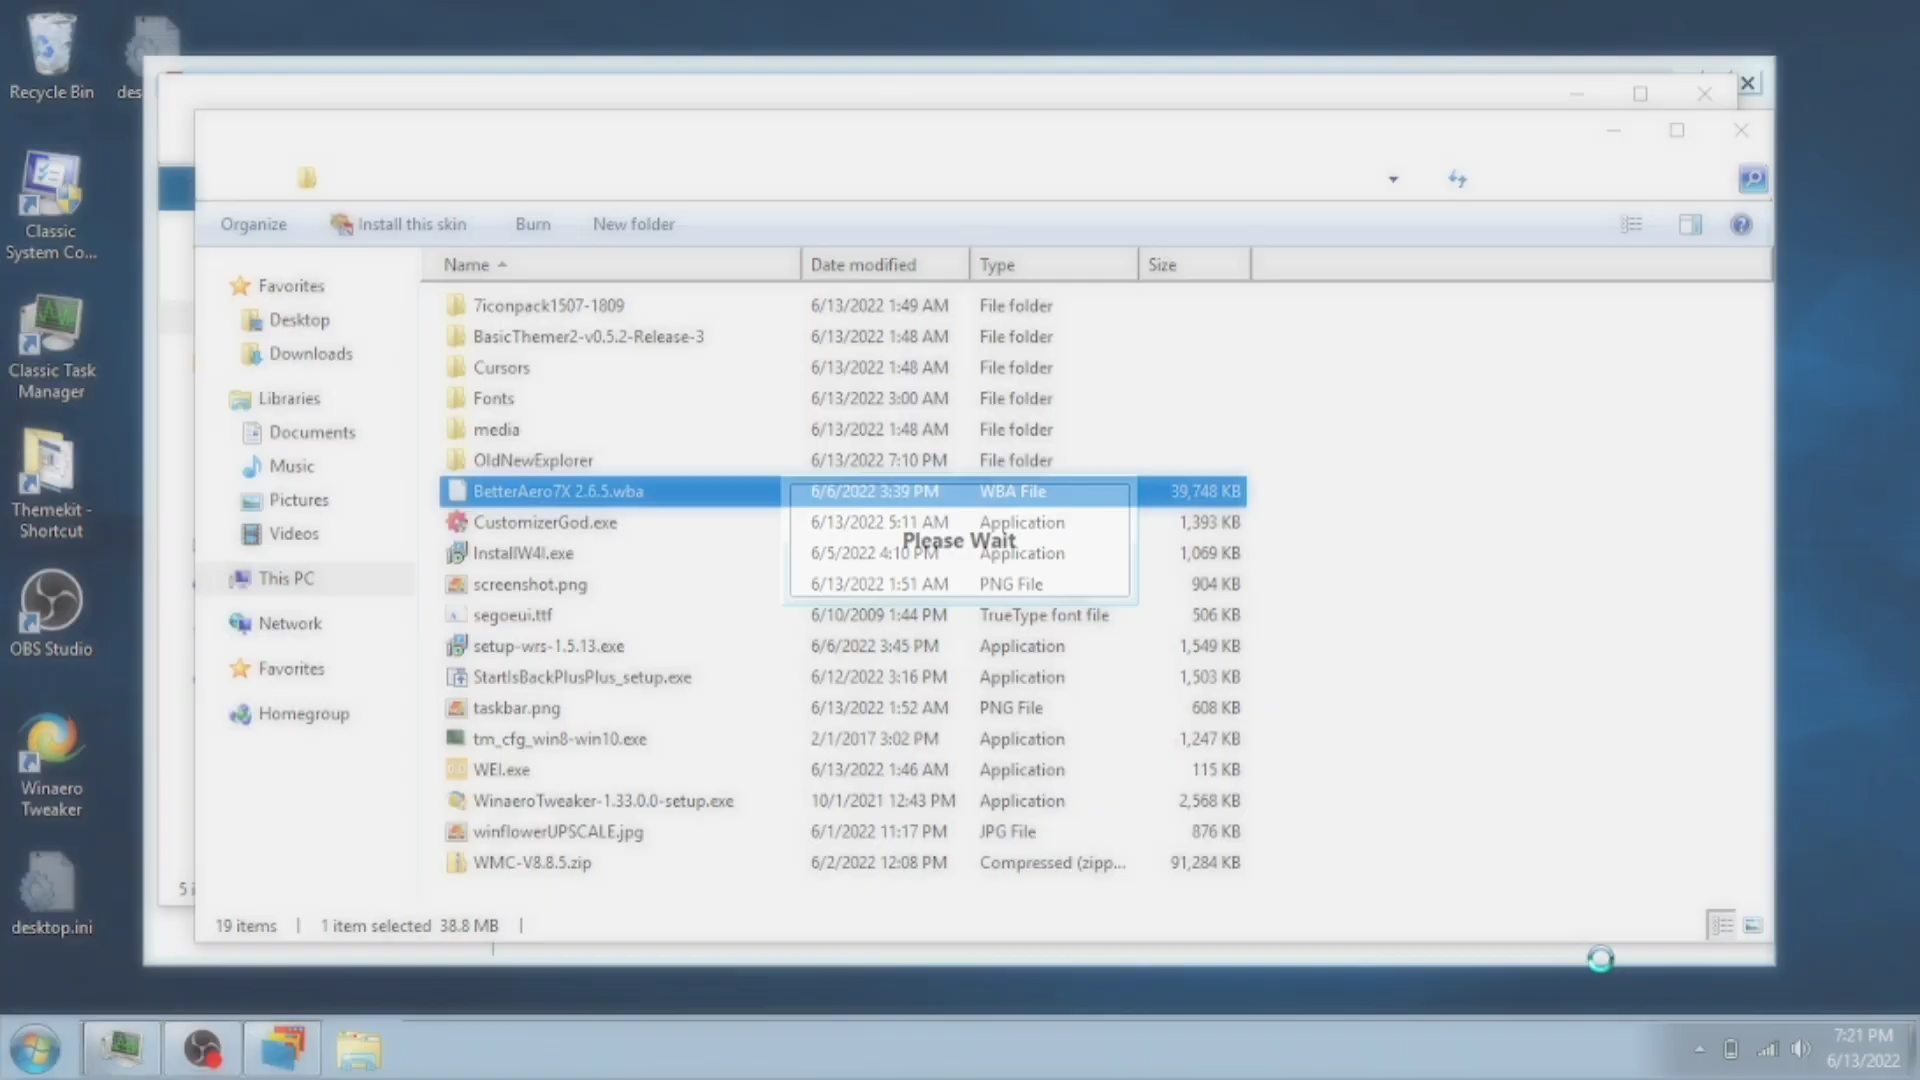 Recycle Bin
des
Classic
System Co...
Classic Task
Manager
Themekit -
Shortcut
OBS Studio
Winaero
Tweaker
desktop.ini
Organize
Install this skin
Burn
New folder
Favorites
Desktop
Downloads
Libraries
Documents
Music
Pictures
Videos
This PC
Network
Favorites
Homegroup
Name Date modified Type Size
7iconpack1507-1809 6/13/2022 1:49 AM File folder
BasicThemer2-v0.5.2-Release-3 6/13/2022 1:48 AM File folder
Cursors 6/13/2022 1:48 AM File folder
Fonts 6/13/2022 3:00 AM File folder
media 6/13/2022 1:48 AM File folder
OldNewExplorer 6/13/2022 7:10 PM File folder
BetterAero7X 2.6.5.wba 6/6/2022 3:39 PM WBA File 39,748 KB
CustomizerGod.exe 6/13/2022 5:11 AM Application 1,393 KB
Please Wait
InstallW4I.exe 6/5/2022 4:10 PM Application 1,069 KB
screenshot.png 6/13/2022 1:51 AM PNG File 904 KB
segoeui.ttf 6/10/2009 1:44 PM TrueType font file 506 KB
setup-wrs-1.5.13.exe 6/6/2022 3:45 PM Application 1,549 KB
StartIsBackPlusPlus_setup.exe 6/12/2022 3:16 PM Application 1,503 KB
taskbar.png 6/13/2022 1:52 AM PNG File 608 KB
tm_cfg_win8-win10.exe 2/1/2017 3:02 PM Application 1,247 KB
WEI.exe 6/13/2022 1:46 AM Application 115 KB
WinaeroTweaker-1.33.0.0-setup.exe 10/1/2021 12:43 PM Application 2,568 KB
winflowerUPSCALE.jpg 6/1/2022 11:17 PM JPG File 876 KB
WMC-V8.8.5.zip 6/2/2022 12:08 PM Compressed (zipp... 91,284 KB
5 i
19 items | 1 item selected 38.8 MB |
7:21 PM
6/13/2022